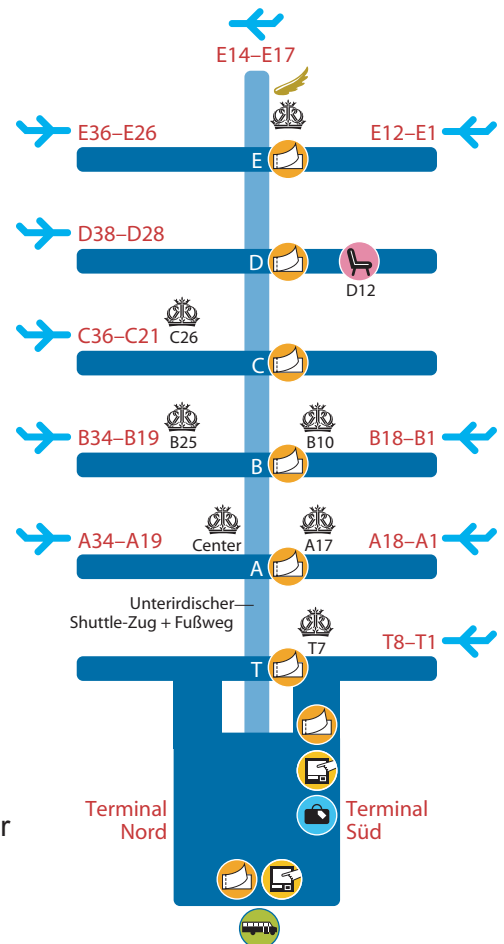 E14–E17
E36–E26
E12–E1
E
D38–D28
D
D12
C36–C21
C26
C
B34–B19
B25
B10
B18–B1
B
A34–A19
Center
A17
A18–A1
A
Unterirdischer
Shuttle-Zug + Fußweg
T7
T8–T1
T
Terminal
Nord
Terminal
Süd
r